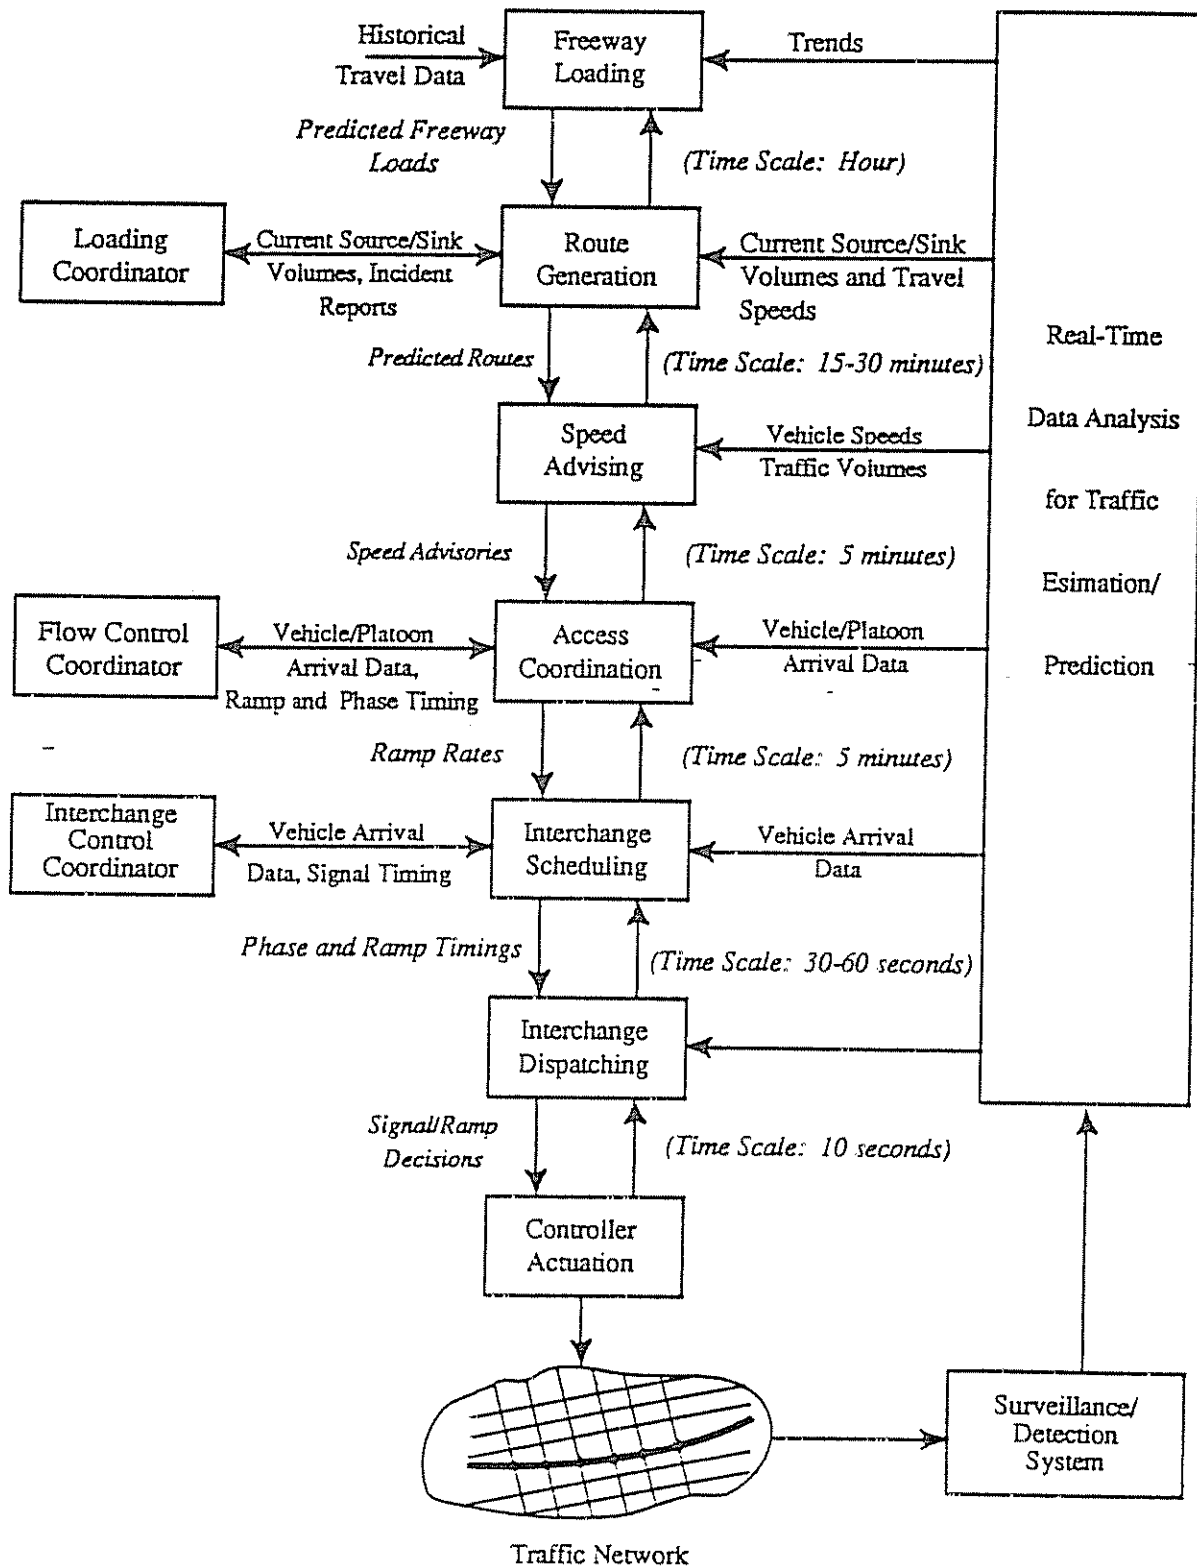 Historical
Travel Data
Freeway
Loading
Trends
Predicted Freeway
Loads
(Time Scale: Hour)
Loading
Coordinator
Current Source/Sink
Volumes, Incident
Reports
Route
Generation
Current Source/Sink
Volumes and Travel
Speeds
Predicted Routes
(Time Scale: 15-30 minutes)
Speed
Advising
Vehicle Speeds
Traffic Volumes
Speed Advisories
(Time Scale: 5 minutes)
Flow Control
Coordinator
Vehicle/Platoon
Arrival Data,
Ramp and Phase Timing
Access
Coordination
Vehicle/Platoon
Arrival Data
Ramp Rates
(Time Scale: 5 minutes)
Interchange
Control
Coordinator
Vehicle Arrival
Data, Signal Timing
Interchange
Scheduling
Vehicle Arrival
Data
Phase and Ramp Timings
(Time Scale: 30-60 seconds)
Interchange
Dispatching
Signal/Ramp
Decisions
(Time Scale: 10 seconds)
Controller
Actuation
Real-Time
Data Analysis
for Traffic
Esimation/
Prediction
Surveillance/
Detection
System
Traffic Network